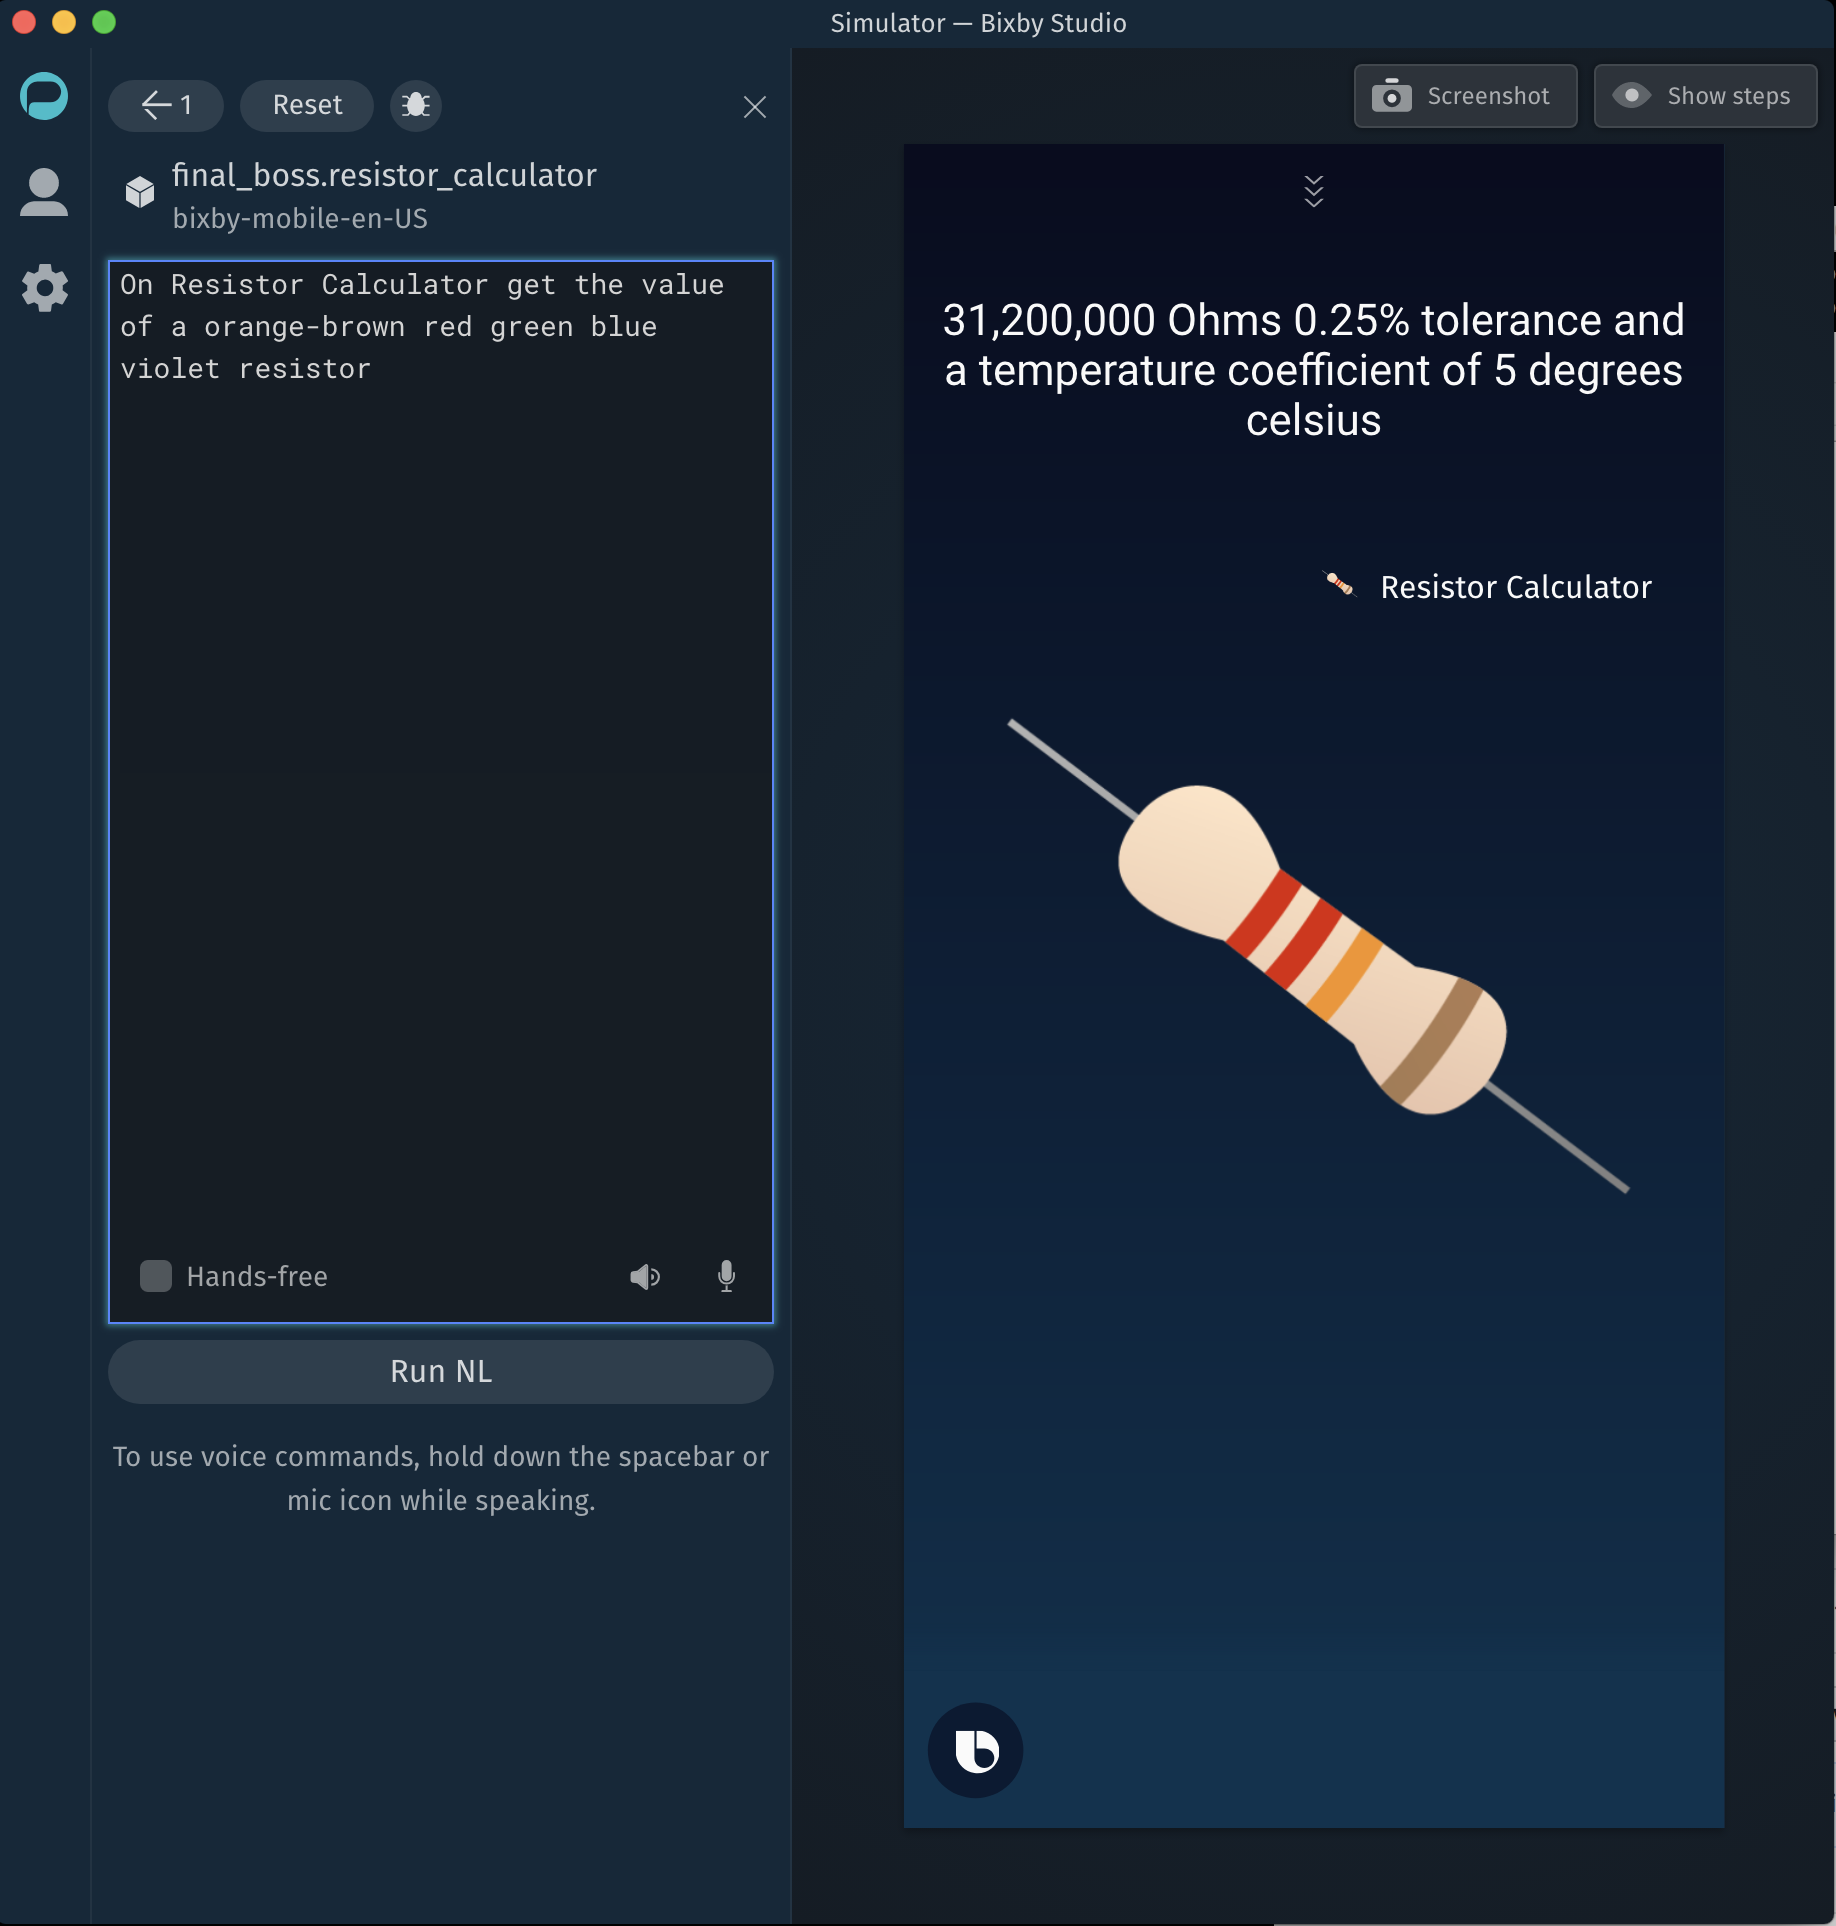 Simulator — Bixby Studio
1
Reset
Screenshot
Show steps
final_boss.resistor_calculator
bixby-mobile-en-US
On Resistor Calculator get the value
of a orange-brown red green blue
violet resistor
Hands-free
Run NL
To use voice commands, hold down the spacebar or
mic icon while speaking.
31,200,000 Ohms 0.25% tolerance and
a temperature coefficient of 5 degrees
celsius
Resistor Calculator